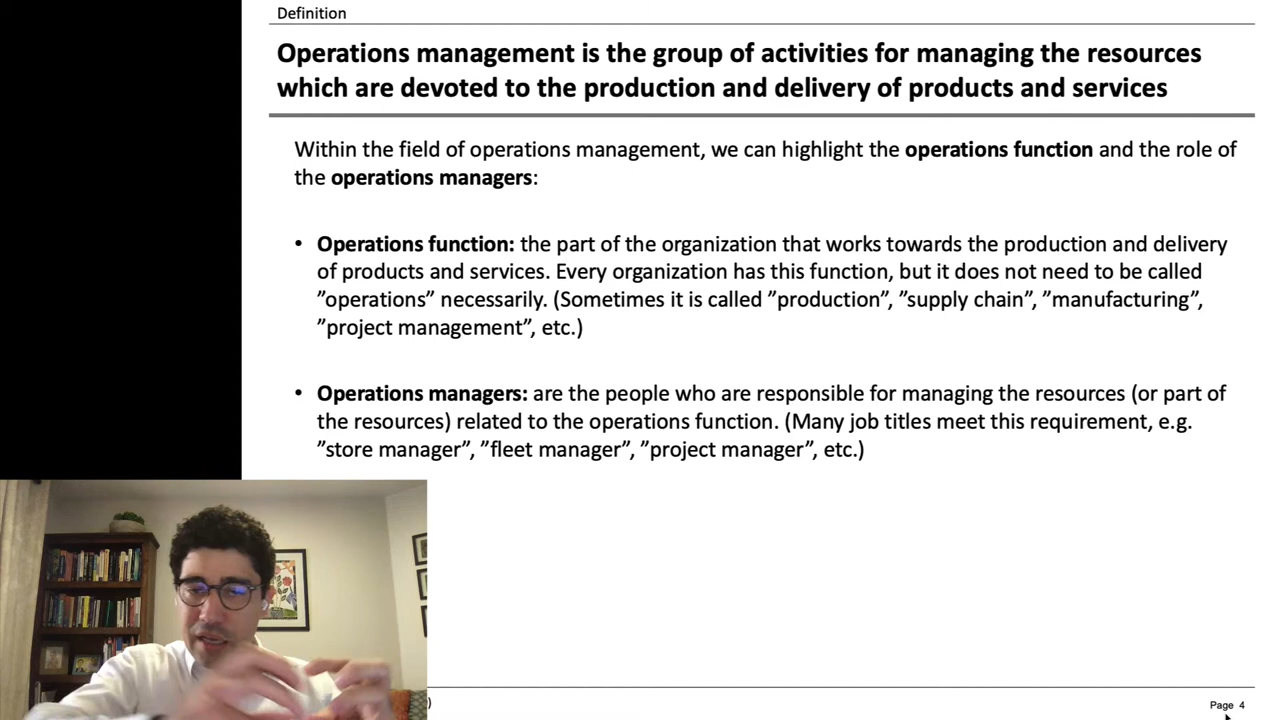 Definition
Operations management is the group of activities for managing the resources
which are devoted to the production and delivery of products and services
Within the field of operations management, we can highlight the operations function and the role of
the operations managers:
• Operations function: the part of the organization that works towards the production and delivery
of products and services. Every organization has this function, but it does not need to be called
”operations” necessarily. (Sometimes it is called ”production”, ”supply chain”, ”manufacturing”,
”project management”, etc.)
• Operations managers: are the people who are responsible for managing the resources (or part of
the resources) related to the operations function. (Many job titles meet this requirement, e.g.
”store manager”, ”fleet manager”, ”project manager”, etc.)
)
Page 4